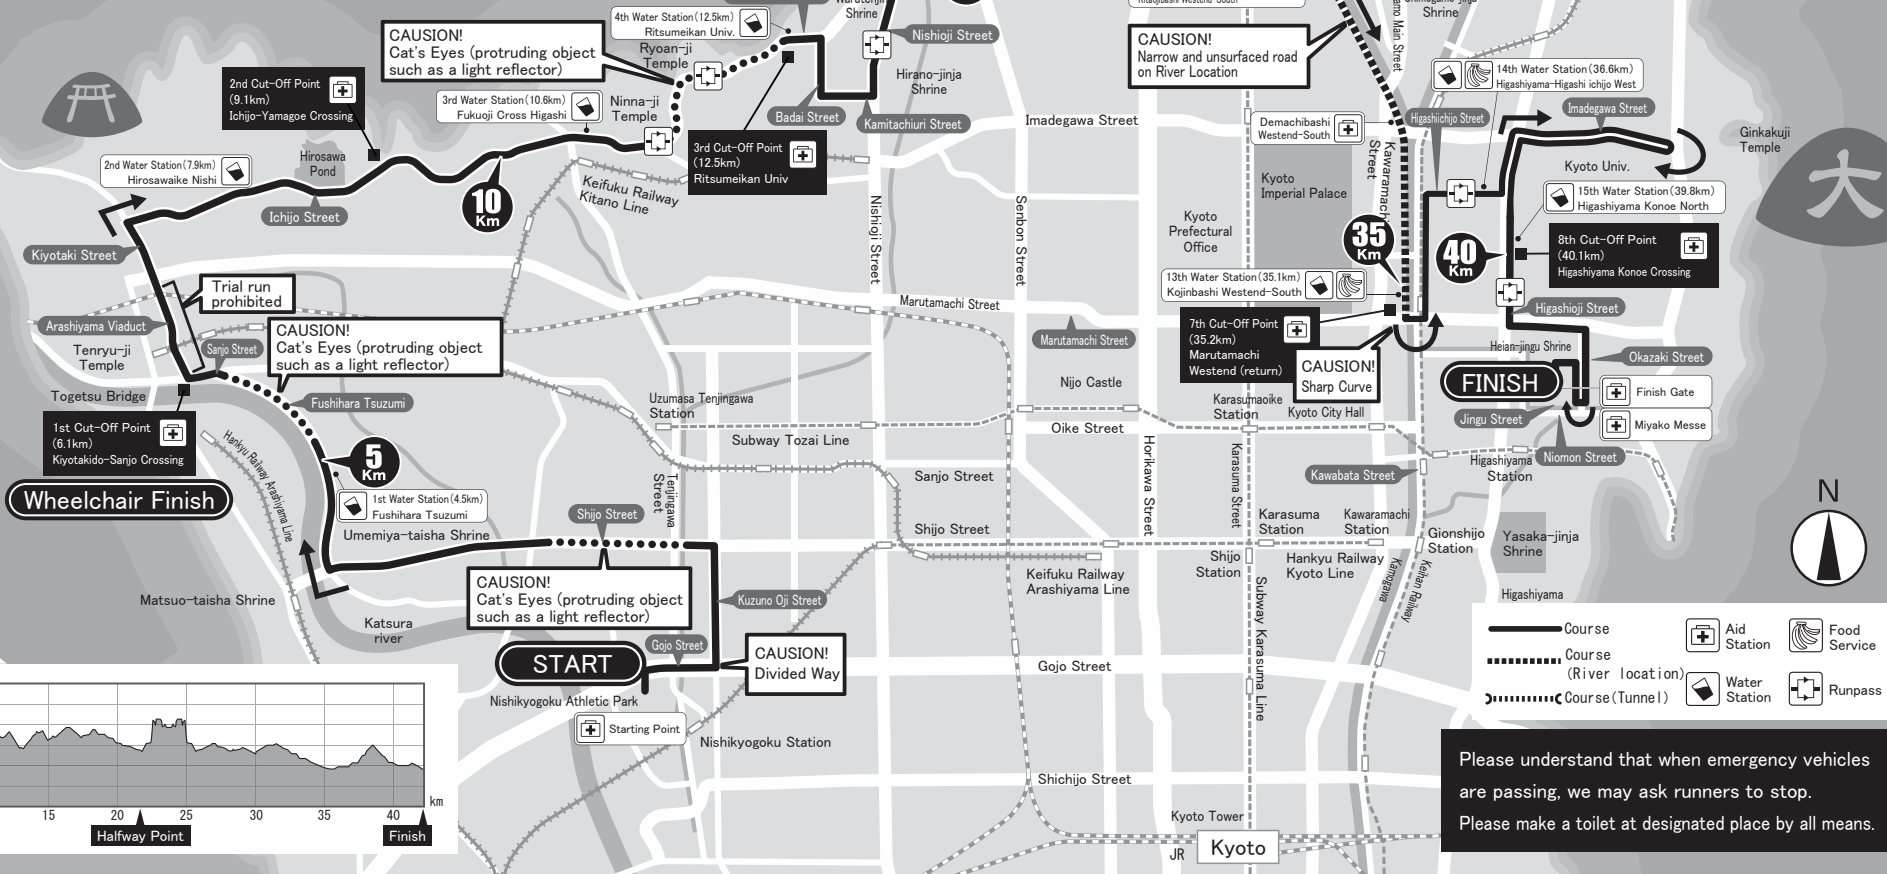 Shrine
4th Water Station(12.5km)
Ritsumeikan Univ.
CAUSION!
Cat's Eyes (protruding object
such as a light reflector)
Ryoan-ji
Temple
Nishioji Street
Hirano-jinja
Shrine
2nd Cut-Off Point
(9.1km)
Ichijo-Yamagoe Crossing
3rd Water Station(10.6km)
Fukuoji Cross Higashi
Ninna-ji
Temple
Badai Street
Kamitachiuri Street
3rd Cut-Off Point
(12.5km)
Ritsumeikan Univ
2nd Water Station(7.9km)
Hirosawaike Nishi
Hirosawa
Pond
Ichijo Street
10
Km
Keifuku Railway
Kitano Line
Kiyotaki Street
Trial run
prohibited
Arashiyama Viaduct
Tenryu-ji
Temple
Sanjo Street
CAUSION!
Cat's Eyes (protruding object
such as a light reflector)
Togetsu Bridge
Fushihara Tsuzumi
1st Cut-Off Point
(6.1km)
Kiyotakido-Sanjo Crossing
Wheelchair Finish
Hankyu Railway Arashiyama Line
5
Km
1st Water Station(4.5km)
Fushihara Tsuzumi
Umemiya-taisha Shrine
Matsuo-taisha Shrine
Katsura
river
Shijo Street
CAUSION!
Cat's Eyes (protruding object
such as a light reflector)
Kuzuno Oji Street
Gojo Street
START
CAUSION!
Divided Way
Nishikyogoku Athletic Park
Starting Point
Nishikyogoku Station
Uzumasa Tenjingawa
Station
Subway Tozai Line
Tenjingawa
Street
Nishioji Street
Senbon Street
Imadegawa Street
Marutamachi Street
Marutamachi Street
Nijo Castle
Oike Street
Sanjo Street
Shijo Street
Horikawa Street
Keifuku Railway
Arashiyama Line
Gojo Street
Shichijo Street
Kyoto Tower
JR
Kyoto
CAUSION!
Narrow and unsurfaced road
on River Location
Main Street
Shrine
14th Water Station(36.6km)
Higashiyama-Higashi ichijo West
Demachibashi
Westend-South
Higashiichijo Street
Imadegawa Street
Ginkakuji
Temple
大
Kyoto
Imperial Palace
Kawaramachi
Street
Kyoto Univ.
15th Water Station(39.8km)
Higashiyama Konoe North
Kyoto
Prefectural
Office
35
Km
40
Km
8th Cut-Off Point
(40.1km)
Higashiyama Konoe Crossing
13th Water Station(35.1km)
Kojinbashi Westend-South
Higashioji Street
7th Cut-Off Point
(35.2km)
Marutamachi
Westend (return)
CAUSION!
Sharp Curve
Heian-jingu Shrine
Okazaki Street
FINISH
Finish Gate
Miyako Messe
Jingu Street
Niomon Street
Karasumaoike
Station
Kyoto City Hall
Kawabata Street
Higashiyama
Station
Karasuma Street
Karasuma
Station
Kawaramachi
Station
Gionshijo
Station
Yasaka-jinja
Shrine
Shijo
Station
Hankyu Railway
Kyoto Line
Kamogawa
Keihan Railway
Subway Karasuma Line
Higashiyama
N
Course
Course
(River location)
Course(Tunnel)
Aid
Station
Food
Service
Water
Station
Runpass
Please understand that when emergency vehicles
are passing, we may ask runners to stop.
Please make a toilet at designated place by all means.
15 20 25 30 35 40 km
Halfway Point
Finish